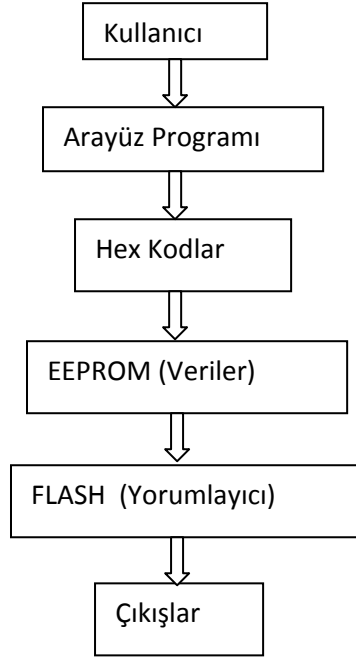 Kullanıcı
Arayüz Programı
Hex Kodlar
EEPROM (Veriler)
FLASH (Yorumlayıcı)
Çıkışlar